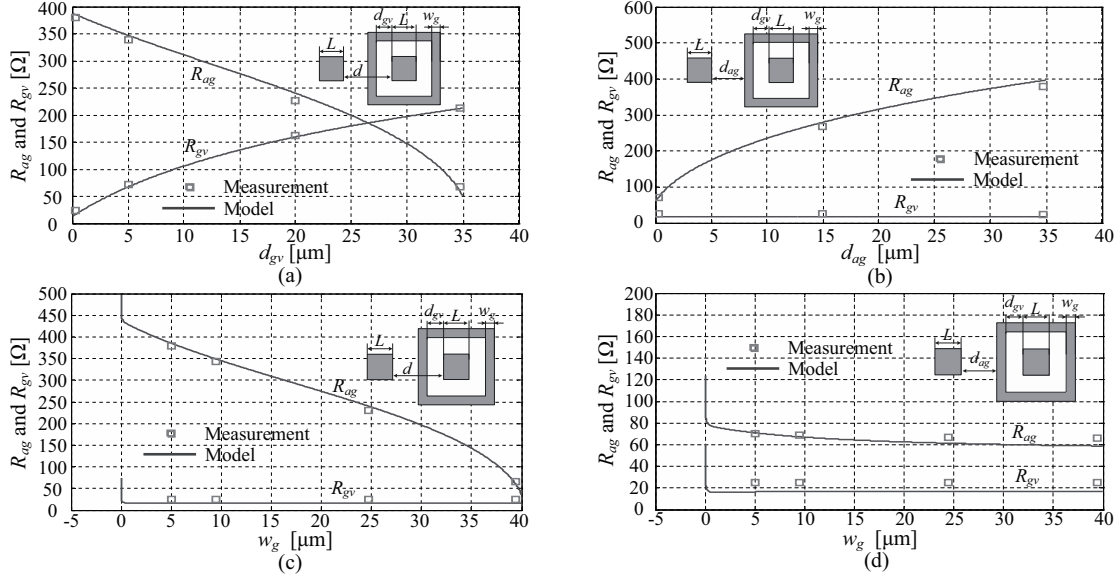 R_ag and R_gv [Ω]
400
350
300
250
200
150
100
50
0
d_gv L w_g
L
d
R_ag
R_gv
Measurement
Model
0 5 10 15 20 25 30 35 40
d_gv [μm]
(a)
R_ag and R_gv [Ω]
600
500
400
300
200
100
0
d_gv L w_g
L
d_ag
R_ag
Measurement
Model
R_gv
0 5 10 15 20 25 30 35 40
d_ag [μm]
(b)
R_ag and R_gv [Ω]
500
450
400
350
300
250
200
150
100
50
0
d_gv L w_g
L
d
R_ag
Measurement
Model
R_gv
-5 0 5 10 15 20 25 30 35 40
w_g [μm]
(c)
R_ag and R_gv [Ω]
200
180
160
140
120
100
80
60
40
20
0
d_gv L w_g
L
d_ag
Measurement
Model
R_ag
R_gv
-5 0 5 10 15 20 25 30 35 40
w_g [μm]
(d)